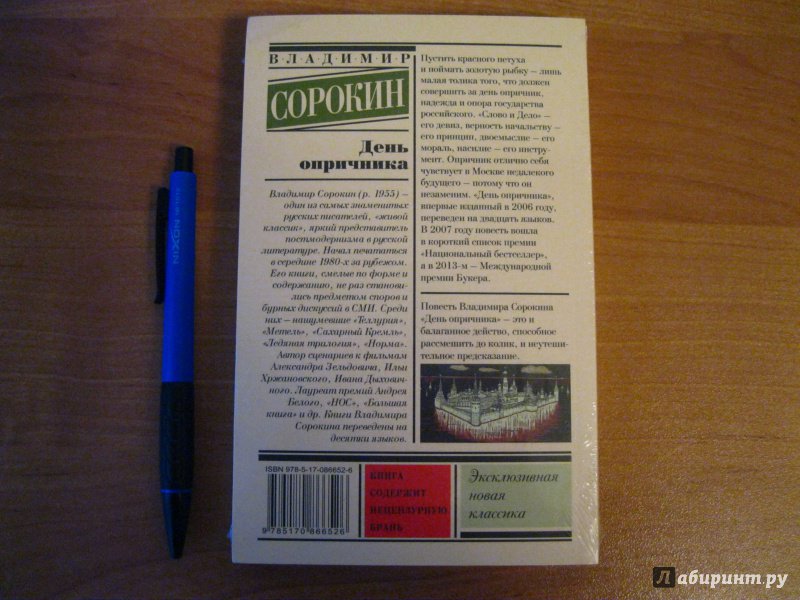 ВЛАДИМИР
СОРОКИН
День
опричника
Владимир Сорокин (р. 1955) –
один из самых знаменитых
русских писателей, «живой
классик», яркий представитель
постмодернизма в русской
литературе. Начал печататься
в середине 1980-х за рубежом.
Его книги, смелые по форме и
содержанию, не раз станови-
лись предметом споров и
бурных дискуссий в СМИ. Среди
них – нашумевшие «Теллурия»,
«Метель», «Сахарный Кремль»,
«Ледяная трилогия», «Норма».
Автор сценариев к фильмам
Александра Зельдовича, Ильи
Хржановского, Ивана Дыхович-
ного. Лауреат премий Андрея
Белого, «НОС», «Большая
книга» и др. Книги Владимира
Сорокина переведены на
десятки языков.
Пустить красного петуха
и поймать золотую рыбку – лишь
малая толика того, что должен
совершить за день опричник,
надежда и опора государства
российского. «Слово и Дело» –
его девиз, верность начальству –
его принцип, двоемыслие – его
мораль, насилие – его инстру-
мент. Опричник отлично себя
чувствует в Москве недалекого
будущего – потому что он
незаменим. «День опричника»,
впервые изданный в 2006 году,
переведен на двадцать языков.
В 2007 году повесть вошла
в короткий список премии
«Национальный бестселлер»,
а в 2013-м – Международной
премии Букера.
Повесть Владимира Сорокина
«День опричника» – это и
балаганное действо, способное
рассмешить до колик, и неутеши-
тельное предсказание.
ISBN 978-5-17-086652-6
9 785170 866526
КНИГА
СОДЕРЖИТ
НЕЦЕНЗУРНУЮ
БРАНЬ
Эксклюзивная
новая
классика
NIXON
Лабиринт.ру